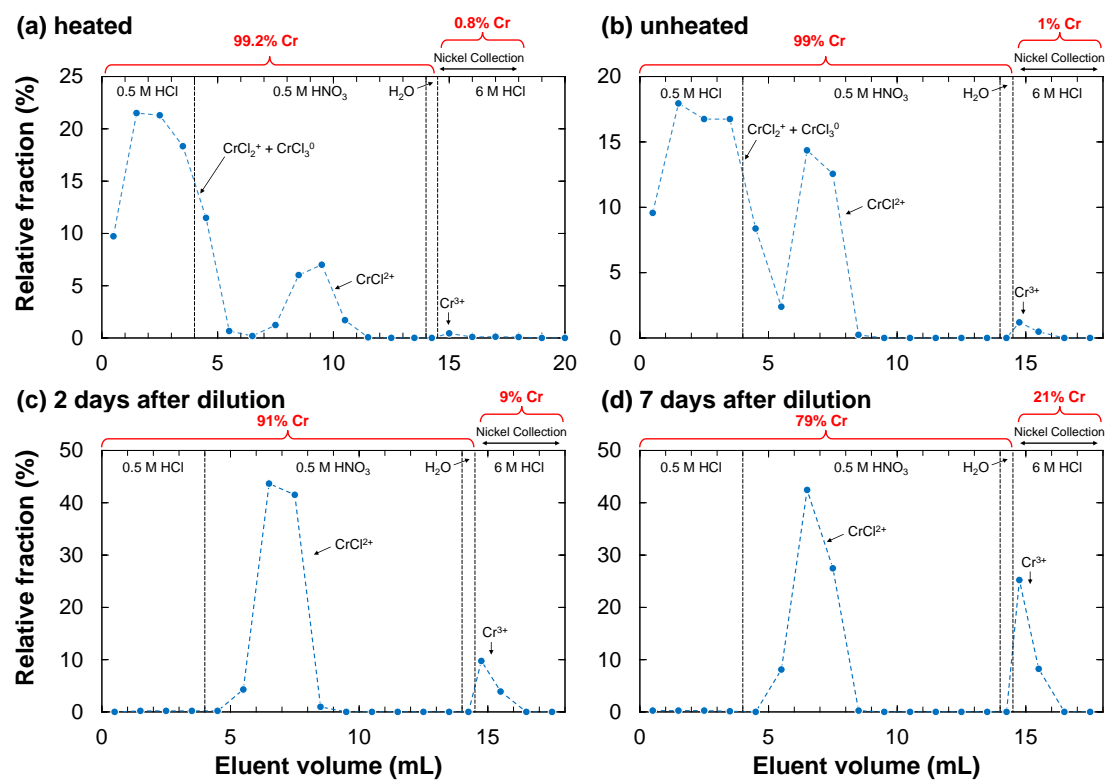 (a) heated
0.8% Cr
99.2% Cr
Nickel Collection
25
20
15
10
5
0
0.5 M HCl
0.5 M HNO₃
H₂O
6 M HCl
CrCl₂⁺ + CrCl₃⁰
CrCl²⁺
Cr³⁺
0 5 10 15 20
Relative fraction (%)
(b) unheated
1% Cr
99% Cr
Nickel Collection
20
15
10
5
0
0.5 M HCl
0.5 M HNO₃
H₂O
6 M HCl
CrCl₂⁺ + CrCl₃⁰
CrCl²⁺
Cr³⁺
0 5 10 15
(c) 2 days after dilution
9% Cr
91% Cr
Nickel Collection
50
40
30
20
10
0
0.5 M HCl
0.5 M HNO₃
H₂O
6 M HCl
CrCl²⁺
Cr³⁺
0 5 10 15
Relative fraction (%)
Eluent volume (mL)
(d) 7 days after dilution
21% Cr
79% Cr
Nickel Collection
50
40
30
20
10
0
0.5 M HCl
0.5 M HNO₃
H₂O
6 M HCl
CrCl²⁺
Cr³⁺
0 5 10 15
Eluent volume (mL)